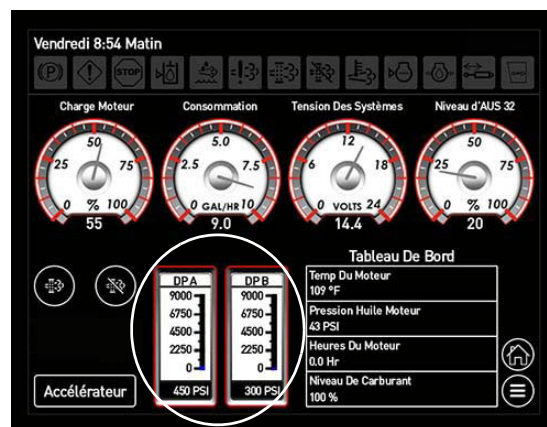 Vendredi 8:54 Matin
(P) STOP
Charge Moteur Consommation Tension Des Systèmes Niveau d'AUS 32
50 5.0 12 50
25 75 2.5 7.5 6 18 25 75
0 % 100 0 GAL/HR 10 0 VOLTS 24 0 % 100
55 9.0 14.4 20
Tableau De Bord
DP A DP B
9000 9000
6750 6750
4500 4500
2250 2250
0 0
450 PSI 300 PSI
Temp Du Moteur
109 °F
Pression Huile Moteur
43 PSI
Heures Du Moteur
0.0 Hr
Niveau De Carburant
100 %
Accélérateur